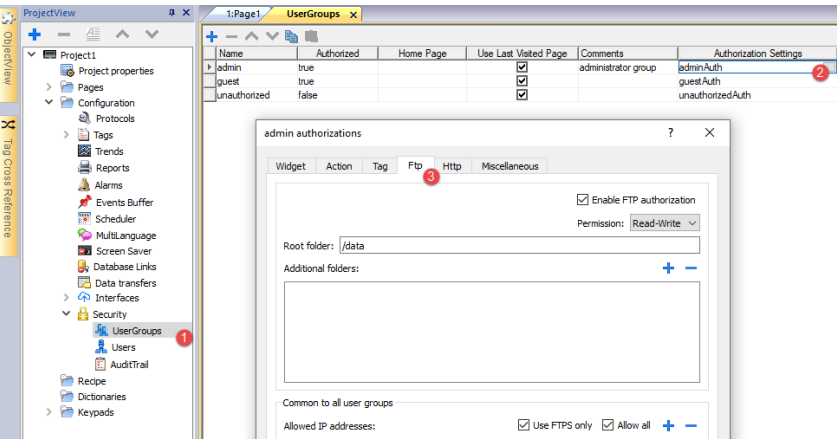 ProjectView
ObjectView
Tag Cross Reference
Project1
Project properties
Pages
Configuration
Protocols
Tags
Trends
Reports
Alarms
Events Buffer
Scheduler
MultiLanguage
Screen Saver
Database Links
Data transfers
Interfaces
Security
UserGroups 1
Users
AuditTrail
Recipe
Dictionaries
Keypads
1:Page1 UserGroups x
Name Authorized Home Page Use Last Visited Page Comments Authorization Settings
admin true administrator group adminAuth 2
guest true guestAuth
unauthorized false unauthorizedAuth
admin authorizations ?
Widget Action Tag Ftp Http Miscellaneous
3
Enable FTP authorization
Permission: Read-Write
Root folder: /data
Additional folders:
Common to all user groups
Allowed IP addresses: Use FTPS only Allow all